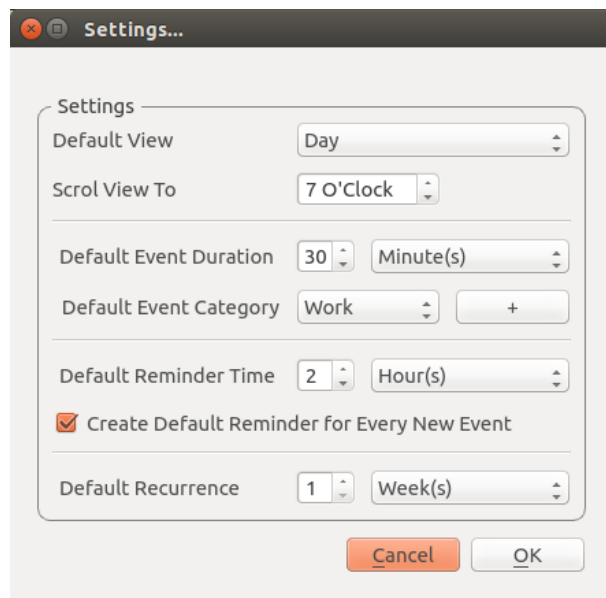 Settings...
Settings
Default View Day
Scrol View To 7 O'Clock
Default Event Duration 30 Minute(s)
Default Event Category Work +
Default Reminder Time 2 Hour(s)
Create Default Reminder for Every New Event
Default Recurrence 1 Week(s)
Cancel OK